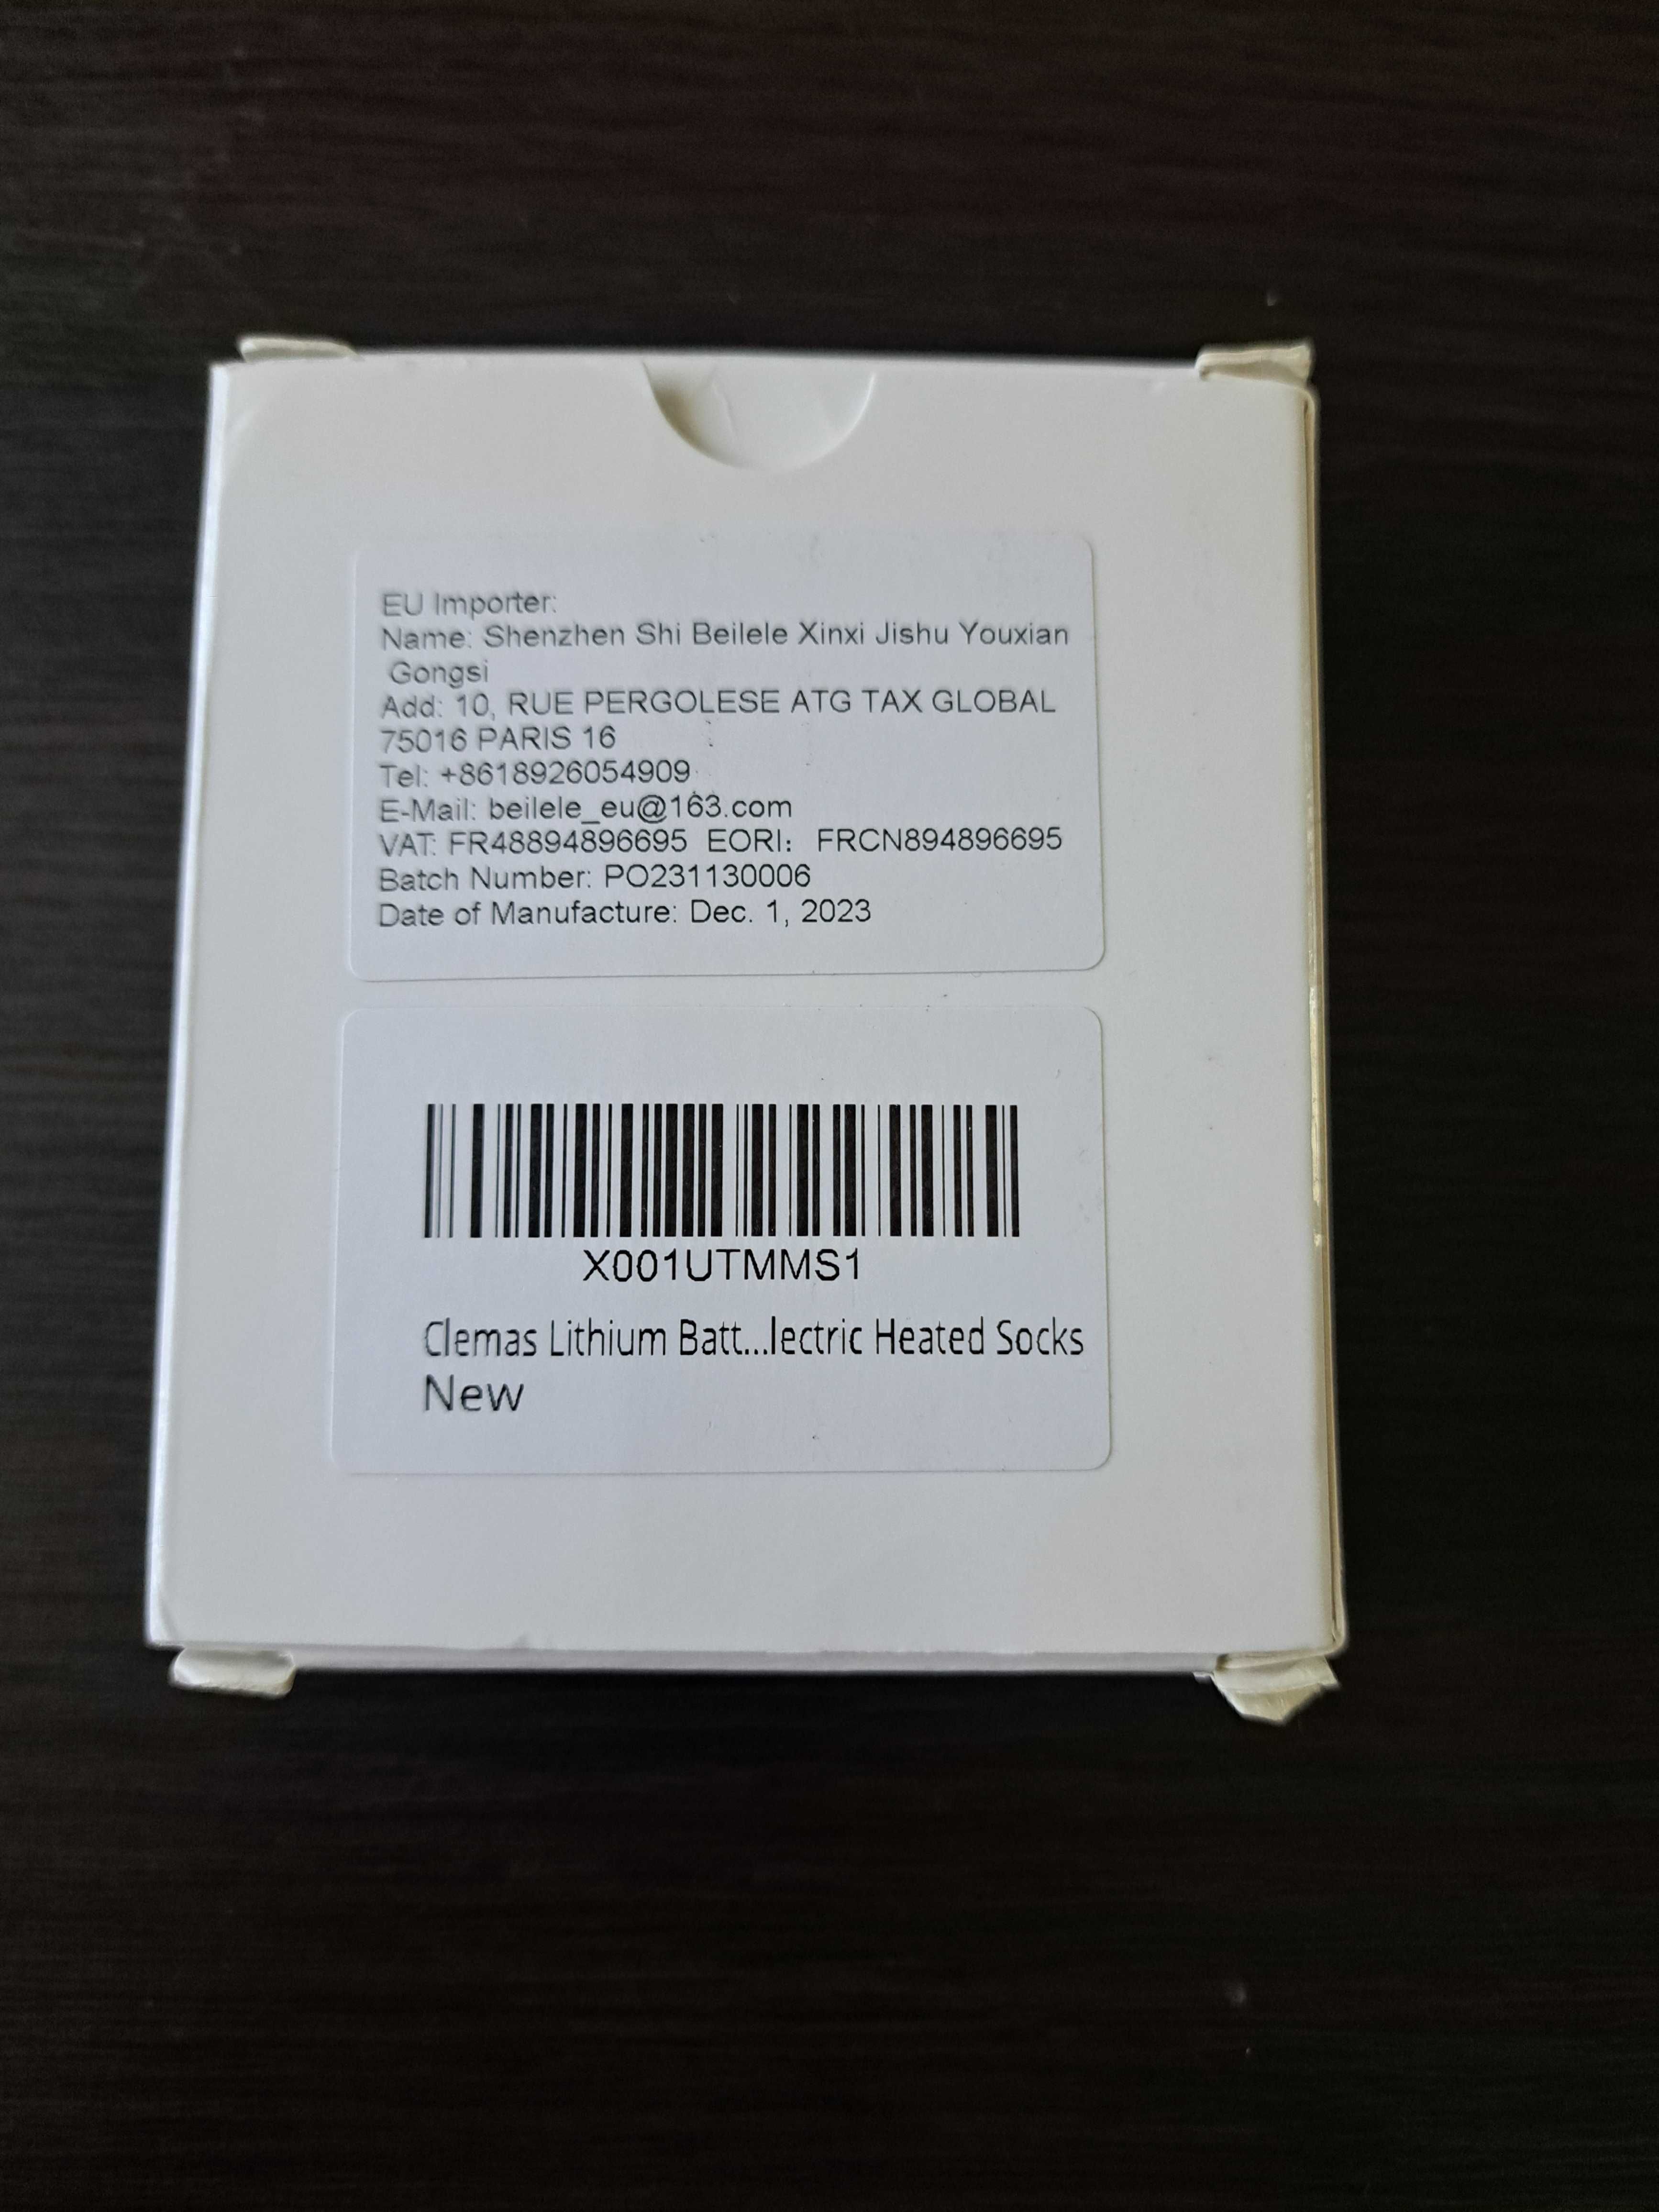 EU Importer:
Name: Shenzhen Shi Beilele Xinxi Jishu Youxian
Gongsi
Add: 10, RUE PERGOLESE ATG TAX GLOBAL
75016 PARIS 16
Tel: +8618926054909
E-Mail: beilele_eu@163.com
VAT: FR48894896695 EORI： FRCN894896695
Batch Number: PO231130006
Date of Manufacture: Dec. 1, 2023
X001UTMMS1
Clemas Lithium Batt...lectric Heated Socks
New